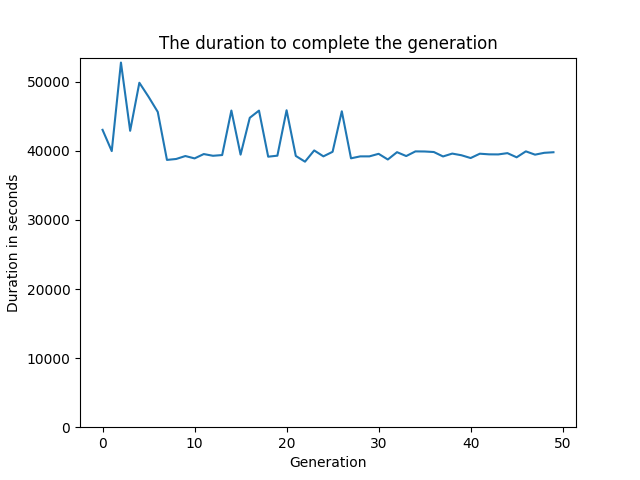 The duration to complete the generation
50000
40000
30000
20000
10000
0
Duration in seconds
0 10 20 30 40 50
Generation